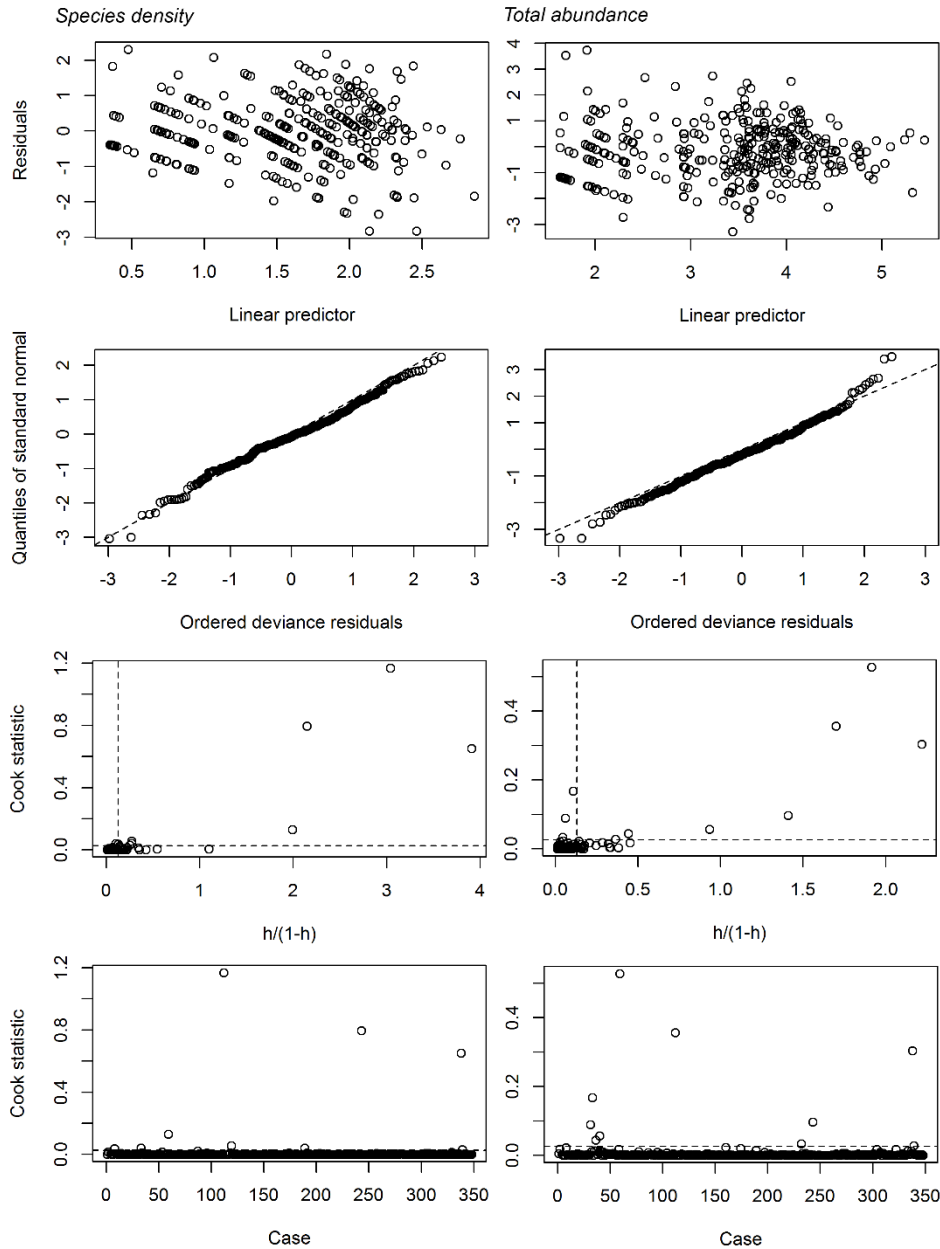 Species density
Total abundance
Residuals
2
1
0
-1
-2
-3
0.5 1.0 1.5 2.0 2.5
Linear predictor
4
3
1
-1
-3
2 3 4 5
Linear predictor
Quantiles of standard normal
2
1
0
-1
-2
-3
-3 -2 -1 0 1 2 3
Ordered deviance residuals
3
1
-1
-3
-3 -2 -1 0 1 2 3
Ordered deviance residuals
Cook statistic
1.2
0.8
0.4
0.0
0 1 2 3 4
h/(1-h)
0.4
0.2
0.0
0.0 0.5 1.0 1.5 2.0
h/(1-h)
Cook statistic
1.2
0.8
0.4
0.0
0 50 100 150 200 250 300 350
Case
0.4
0.2
0.0
0 50 100 150 200 250 300 350
Case